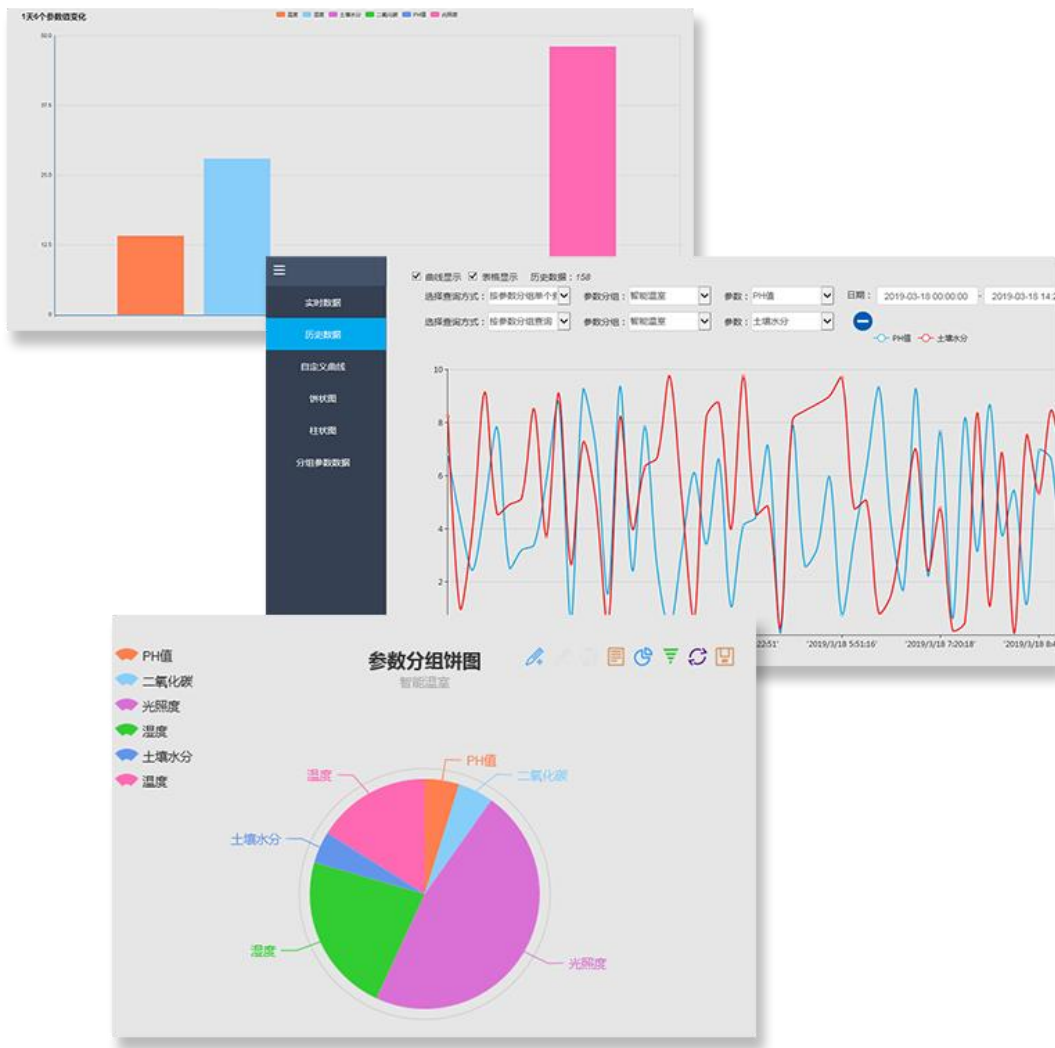 1天6个参数值变化
温度 湿度 土壤水分 二氧化碳 PH值 光照度
50.0
37.5
25.0
12.5
0
曲线显示 表格显示 历史数据：158
选择查询方式： 按参数分组单个 参数分组： 智能温室 参数： PH值 日期： 2019-03-18 00:00:00 - 2019-03-18 14:2
选择查询方式： 按参数分组查询 参数分组： 智能温室 参数： 土壤水分
PH值 土壤水分
实时数据
历史数据
自定义曲线
饼状图
柱状图
分组参数数据
10
8
6
4
2
22:51' '2019/3/18 5:51:16' '2019/3/18 7:20:18' '2019/3/18 8:4
参数分组饼图
智能温室
PH值
二氧化碳
光照度
湿度
土壤水分
温度
PH值
温度
二氧化碳
土壤水分
湿度
光照度